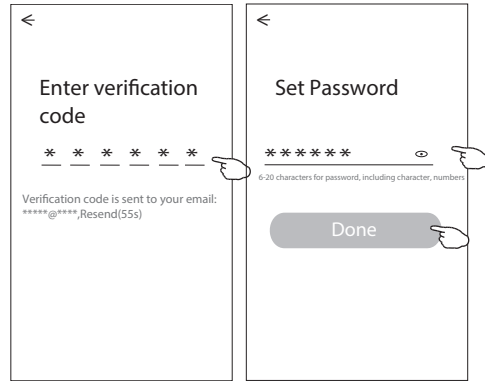 Enter verification
code
* * * * * *
Verification code is sent to your email:
*****@****,Resend(55s)
Set Password
******
6-20 characters for password, including character, numbers
Done